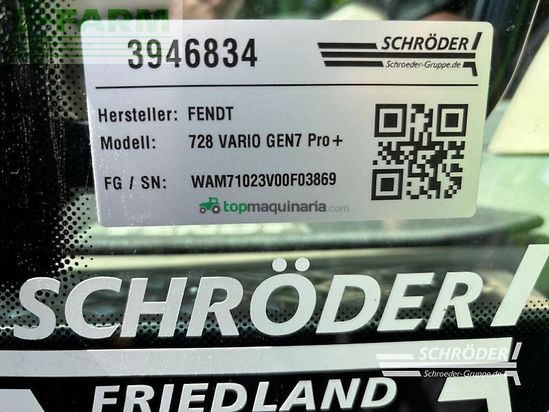 FARM
3946834
SCHRÖDER
Schroeder-Gruppe.de
Hersteller: FENDT
Modell: 728 VARIO GEN7 Pro+
FG / SN: WAM71023V00F03869
topmaquinaria.com
SCHRÖDER
SCHRÖDER
Schroeder-Gruppe.de
FRIEDLAND